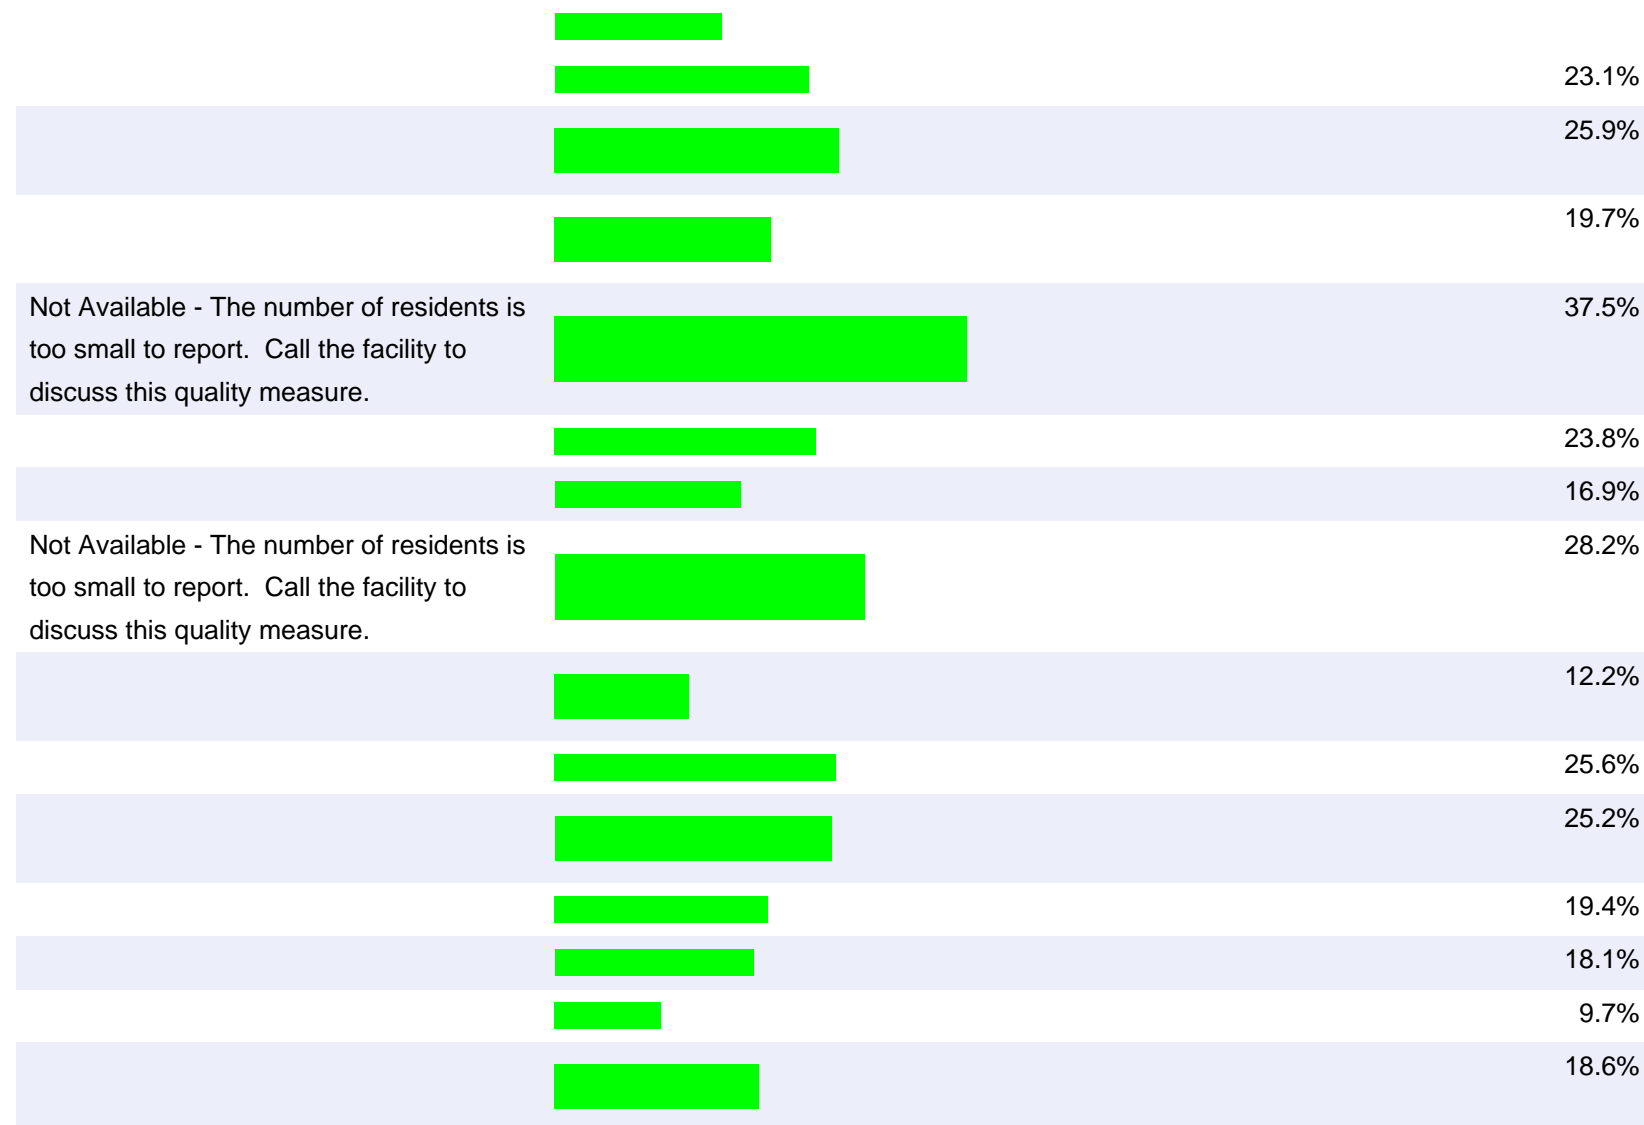 23.1%
25.9%
19.7%
Not Available - The number of residents is
too small to report.  Call the facility to
discuss this quality measure.
37.5%
23.8%
16.9%
Not Available - The number of residents is
too small to report.  Call the facility to
discuss this quality measure.
28.2%
12.2%
25.6%
25.2%
19.4%
18.1%
9.7%
18.6%